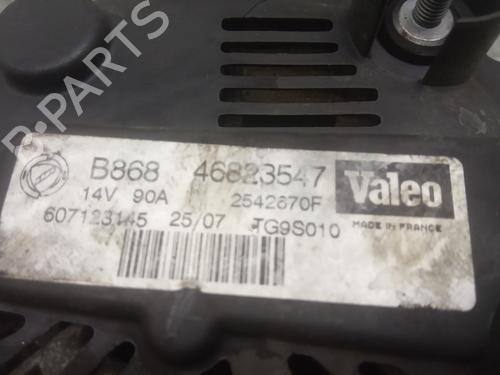 B-PARTS
B868 46823547
14V 90A 2542670F
607123145 25/07 TG9S010
Valeo
MADE IN FRANCE